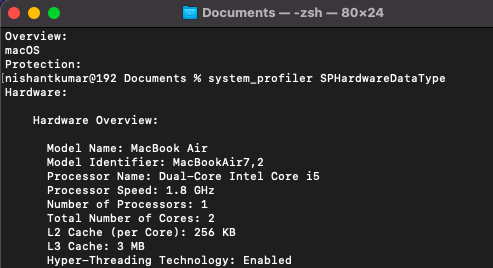 Documents — -zsh — 80×24
Overview:
macOS
Protection:
[nishantkumar@192 Documents % system_profiler SPHardwareDataType
Hardware:
Hardware Overview:
Model Name: MacBook Air
Model Identifier: MacBookAir7,2
Processor Name: Dual-Core Intel Core i5
Processor Speed: 1.8 GHz
Number of Processors: 1
Total Number of Cores: 2
L2 Cache (per Core): 256 KB
L3 Cache: 3 MB
Hyper-Threading Technology: Enabled